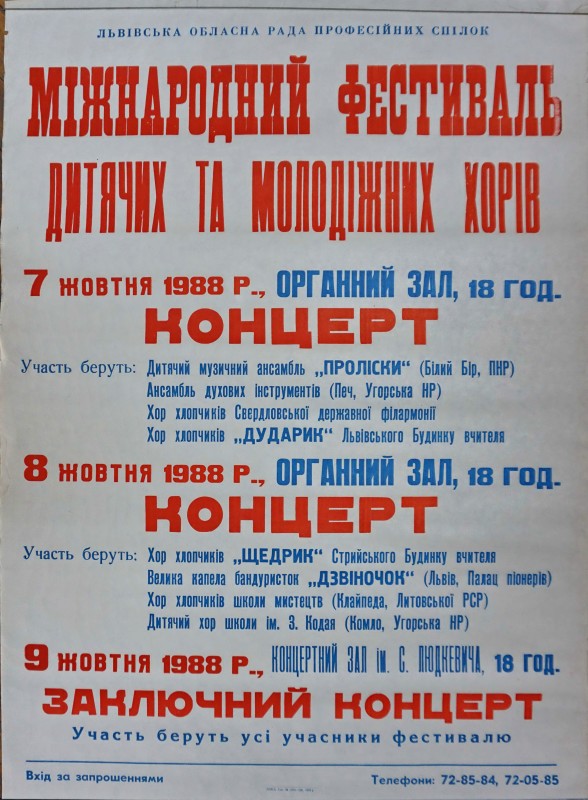 ЛЬВІВСЬКА ОБЛАСНА РАДА ПРОФЕСІЙНИХ СПІЛОК
МІЖНАРОДНИЙ ФЕСТИВАЛЬ
ДИТЯЧИХ ТА МОЛОДІЖНИХ ХОРІВ
7 ЖОВТНЯ 1988 Р., ОРГАННИЙ ЗАЛ, 18 ГОД.
КОНЦЕРТ
Участь беруть: Дитячий музичний ансамбль „ПРОЛІСКИ“ (Білий Бір, ПНР)
Ансамбль духових інструментів (Печ, Угорська НР)
Хор хлопчиків Свердловської державної філармонії
Хор хлопчиків „ДУДАРИК“ Львівського Будинку вчителя
8 ЖОВТНЯ 1988 Р., ОРГАННИЙ ЗАЛ, 18 ГОД.
КОНЦЕРТ
Участь беруть: Хор хлопчиків „ЩЕДРИК“ Стрийського Будинку вчителя
Велика капела бандуристок „ДЗВІНОЧОК“ (Львів, Палац піонерів)
Хор хлопчиків школи мистецтв (Клайпеда, Литовської РСР)
Дитячий хор школи ім. З. Кодая (Комло, Угорська НР)
9 ЖОВТНЯ 1988 Р., КОНЦЕРТНИЙ ЗАЛ ім. С. ЛЮДКЕВИЧА, 18 ГОД.
ЗАКЛЮЧНИЙ КОНЦЕРТ
Участь беруть усі учасники фестивалю
Вхід за запрошеннями
Телефони: 72-85-84, 72-05-85